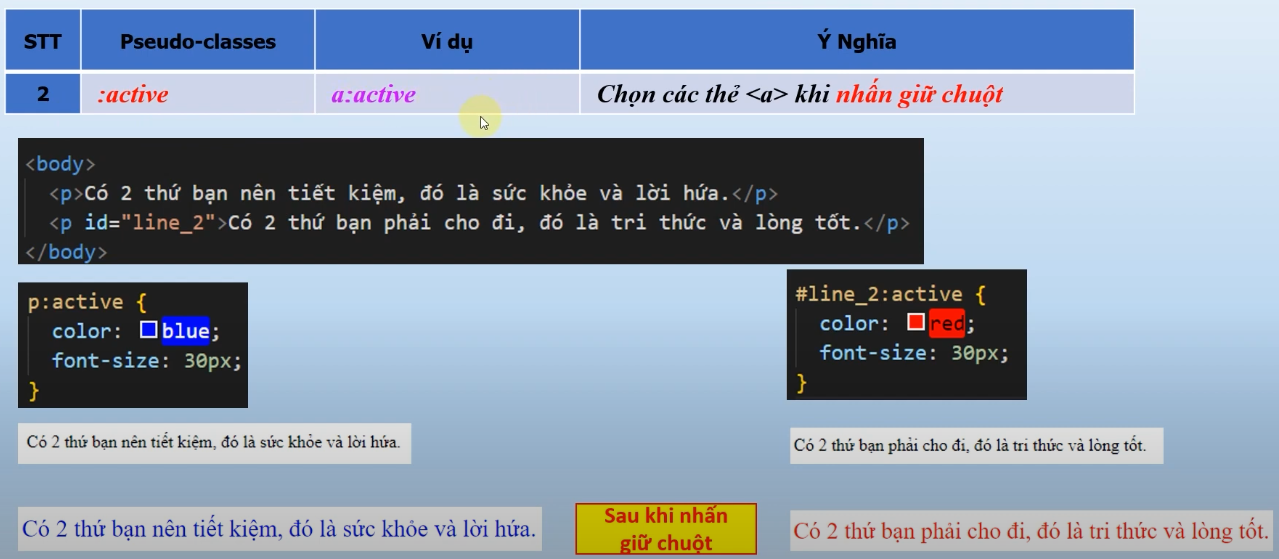 STT Pseudo-classes Ví dụ Ý Nghĩa
2 :active a:active Chọn các thẻ <a> khi nhấn giữ chuột
<body>
<p>Có 2 thứ bạn nên tiết kiệm, đó là sức khỏe và lời hứa.</p>
<p id="line_2">Có 2 thứ bạn phải cho đi, đó là tri thức và lòng tốt.</p>
</body>
p:active {
color: blue;
font-size: 30px;
}
#line_2:active {
color: red;
font-size: 30px;
}
Có 2 thứ bạn nên tiết kiệm, đó là sức khỏe và lời hứa.
Có 2 thứ bạn phải cho đi, đó là tri thức và lòng tốt.
Có 2 thứ bạn nên tiết kiệm, đó là sức khỏe và lời hứa.
Sau khi nhấn
giữ chuột
Có 2 thứ bạn phải cho đi, đó là tri thức và lòng tốt.